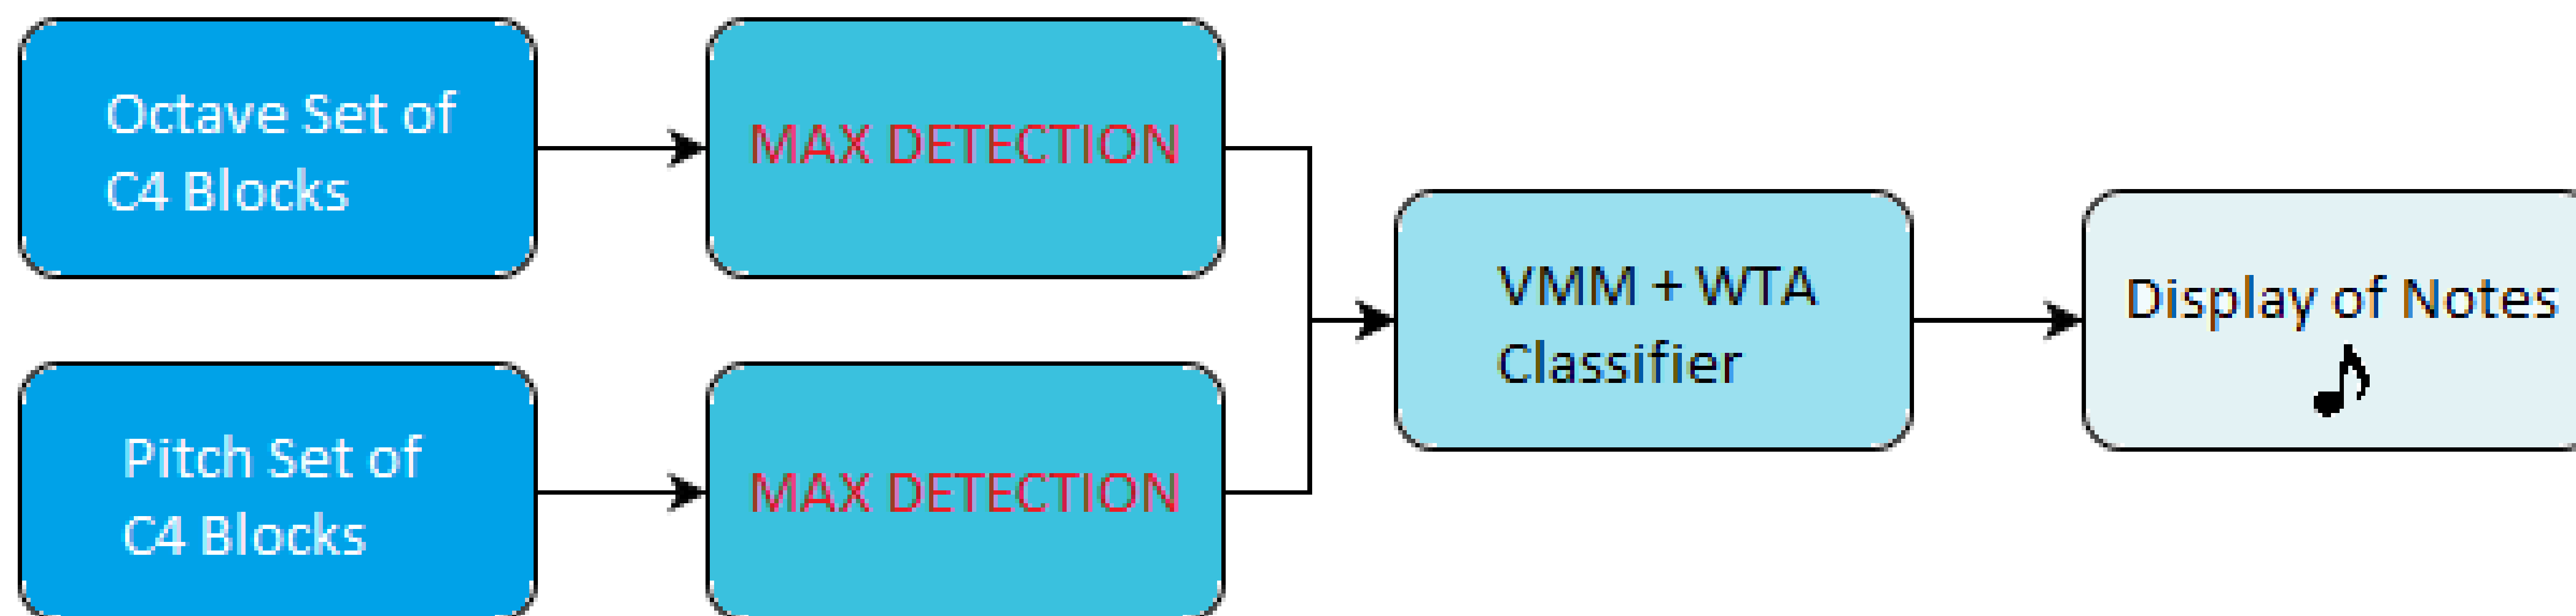 Octave Set of
C4 Blocks
MAX DETECTION
Pitch Set of
C4 Blocks
MAX DETECTION
VMM + WTA
Classifier
Display of Notes